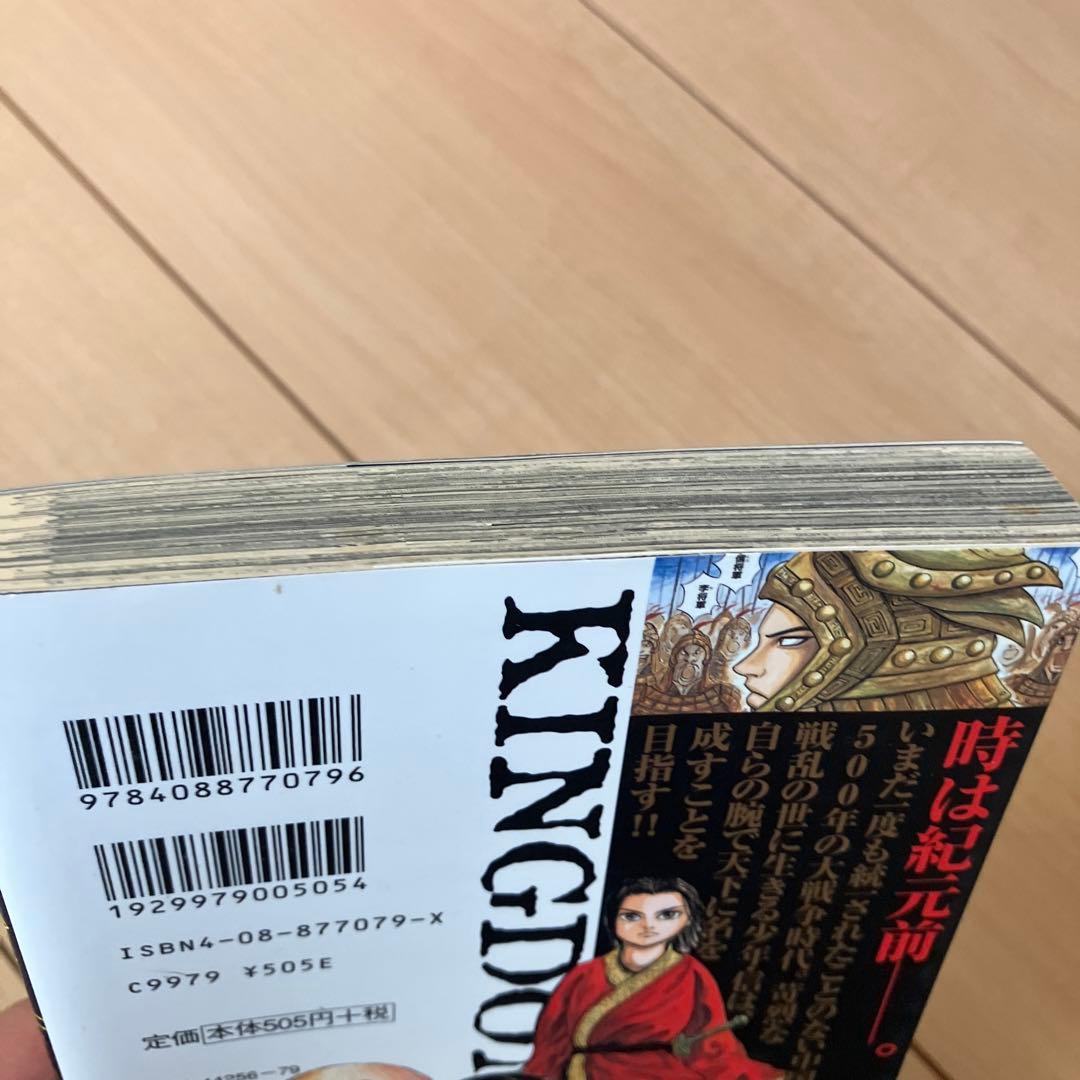 9784088770796
1929979005054
ISBN4-08-877079-X
C9979 ¥505E
定価 本体505円+税
KINGDO
李将軍
時は紀元前――。
いまだ一度も統一されたことのない中
500年の大戦争時代。苛烈な
戦乱の世に生きる少年・信は、
自らの腕で天下に名を
成すことを
目指す!!